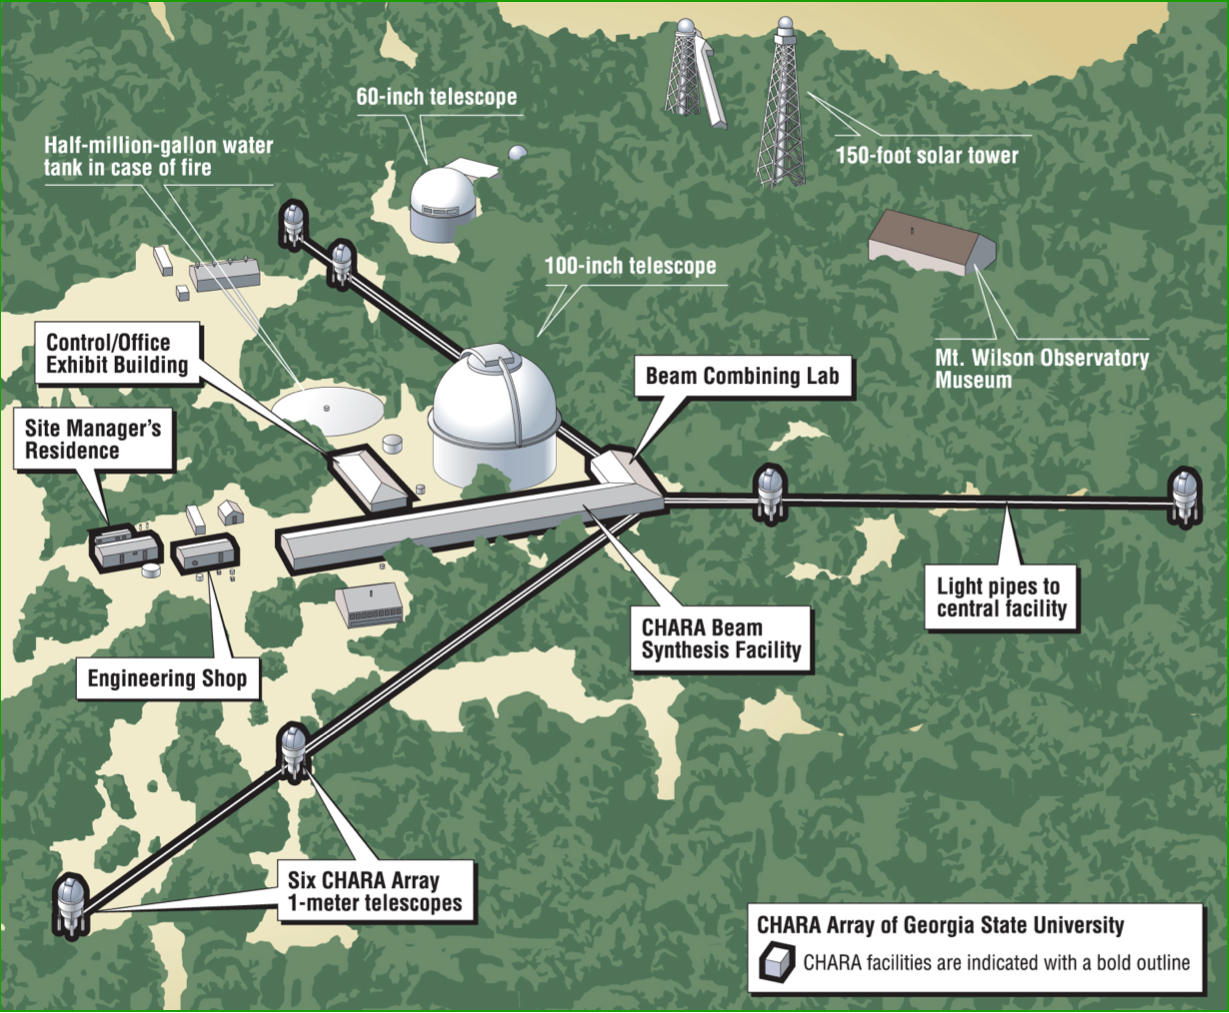 60-inch telescope
Half-million-gallon water
tank in case of fire
150-foot solar tower
100-inch telescope
Control/Office
Exhibit Building
Beam Combining Lab
Mt. Wilson Observatory
Museum
Site Manager's
Residence
Light pipes to
central facility
CHARA Beam
Synthesis Facility
Engineering Shop
Six CHARA Array
1-meter telescopes
CHARA Array of Georgia State University
CHARA facilities are indicated with a bold outline